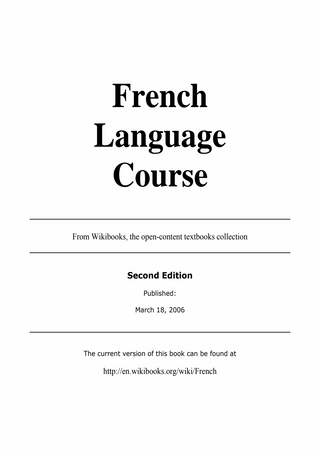 French
Language
Course
From Wikibooks, the open-content textbooks collection
Second Edition
Published:
March 18, 2006
The current version of this book can be found at
http://en.wikibooks.org/wiki/French